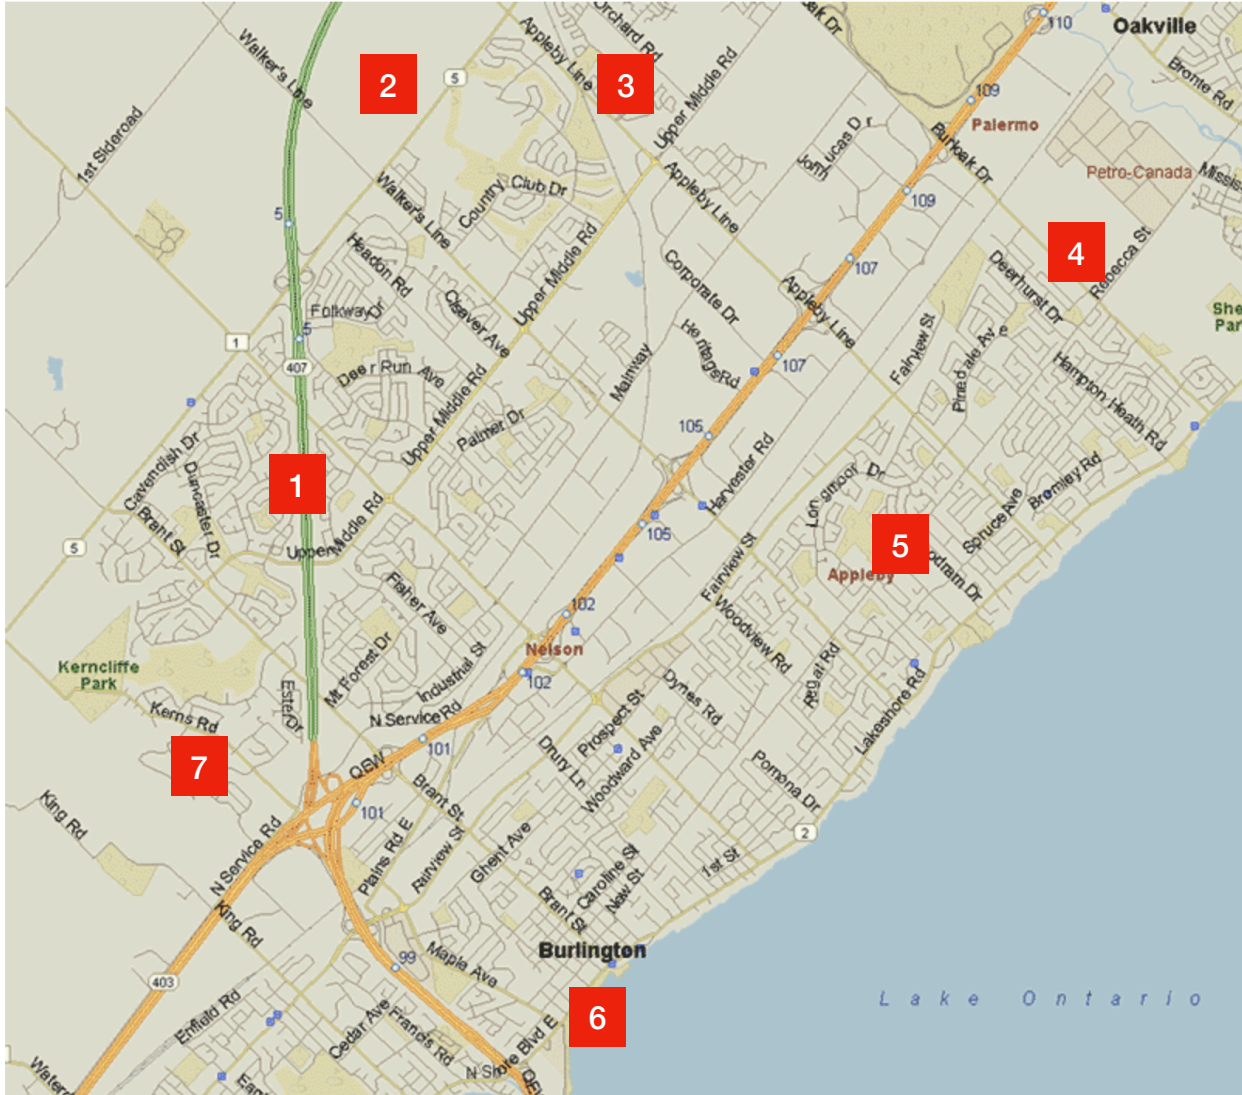 Oak Dr
Orchard Rd
110
Oakville
Walker's Line
2
5
Appleby Line
3
Upper Middle Rd
109
Bronte Rd
Palermo
1st Sideroad
John Lucas Dr
Burloak Dr
Petro-Canada
Walker's Line
Country Club Dr
Appleby Line
109
5
Headon Rd
Upper Middle Rd
Corporate Dr
107
4
Rebecca St
Deerhurst Dr
Folkway Dr
Cleaver Ave
Appleby Line
5
1
407
Deer Run Ave
Heritage Rd
107
Fairview St
Pinedale Ave
Hampton Heath Rd
Mainway
Upper Middle Rd
Palmer Dr
105
Harvester Rd
Cavendish Dr
Duncaster Dr
1
Longmoor Dr
Bromley Rd
Spruce Ave
Brant St
Upper Middle Rd
105
5
5
Appleby
Fairview St
Fisher Ave
102
Woodview Rd
Nelson
Kerncliffe
Park
Mt Forest Dr
Industrial St
102
Dynes Rd
Regal Rd
Lakeshore Rd
Ester Dr
Kerns Rd
N Service Rd
Prospect St
101
7
QEW
Drury Ln
Woodward Ave
Pomona Dr
Brant St
101
King Rd
N Service Rd
Plains Rd E
Fairview St
Ghent Ave
2
1st St
Caroline St
New St
Brant St
King Rd
Burlington
99
Maple Ave
403
Lake Ontario
Enfield Rd
Cedar Ave
Francis Rd
6
N Shore Blvd E
QEW